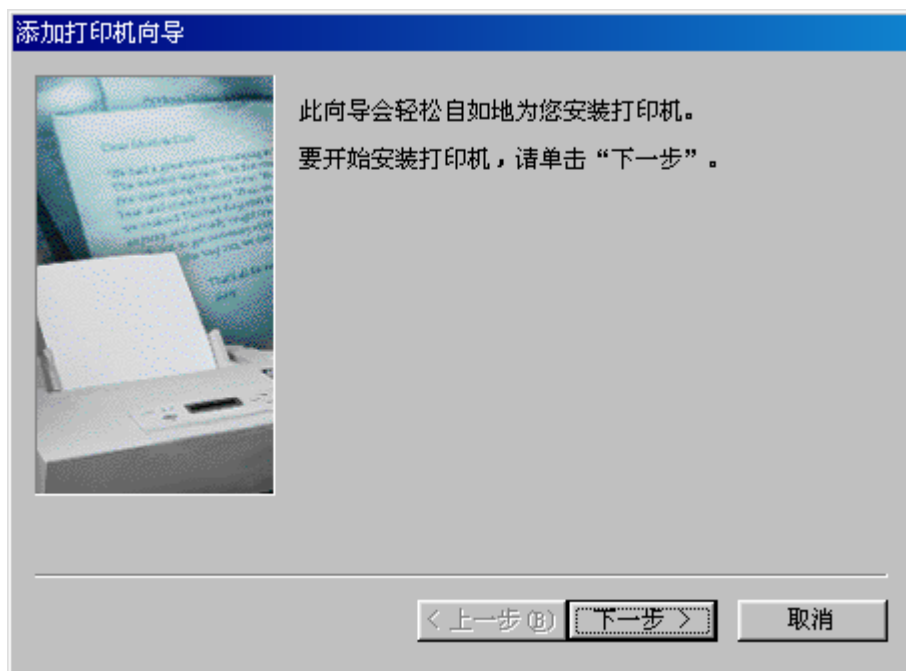 添加打印机向导
此向导会轻松自如地为您安装打印机。
要开始安装打印机，请单击“下一步”。
< 上一步(B)
下一步 >
取消